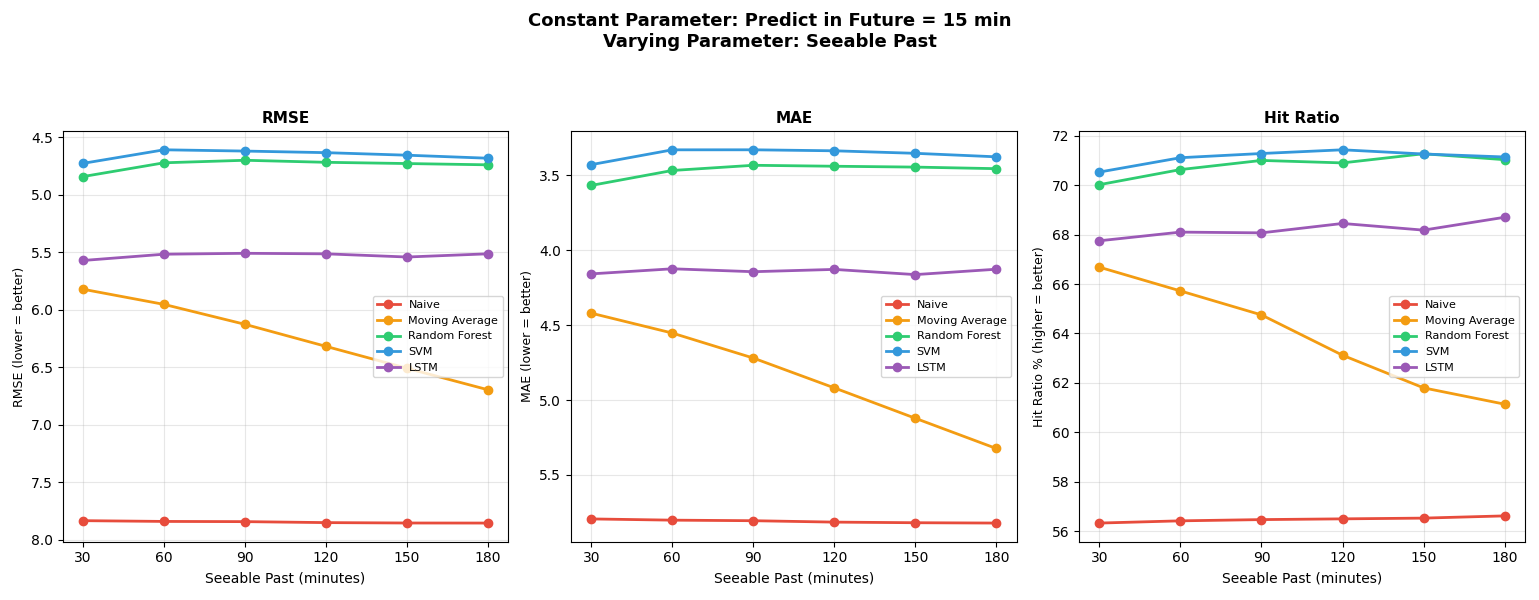 Constant Parameter: Predict in Future = 15 min
Varying Parameter: Seeable Past
RMSE
RMSE (lower = better)
4.5
5.0
5.5
6.0
6.5
7.0
7.5
8.0
Naive
Moving Average
Random Forest
SVM
LSTM
30 60 90 120 150 180
Seeable Past (minutes)
MAE
MAE (lower = better)
3.5
4.0
4.5
5.0
5.5
Naive
Moving Average
Random Forest
SVM
LSTM
30 60 90 120 150 180
Seeable Past (minutes)
Hit Ratio
Hit Ratio % (higher = better)
72
70
68
66
64
62
60
58
56
Naive
Moving Average
Random Forest
SVM
LSTM
30 60 90 120 150 180
Seeable Past (minutes)